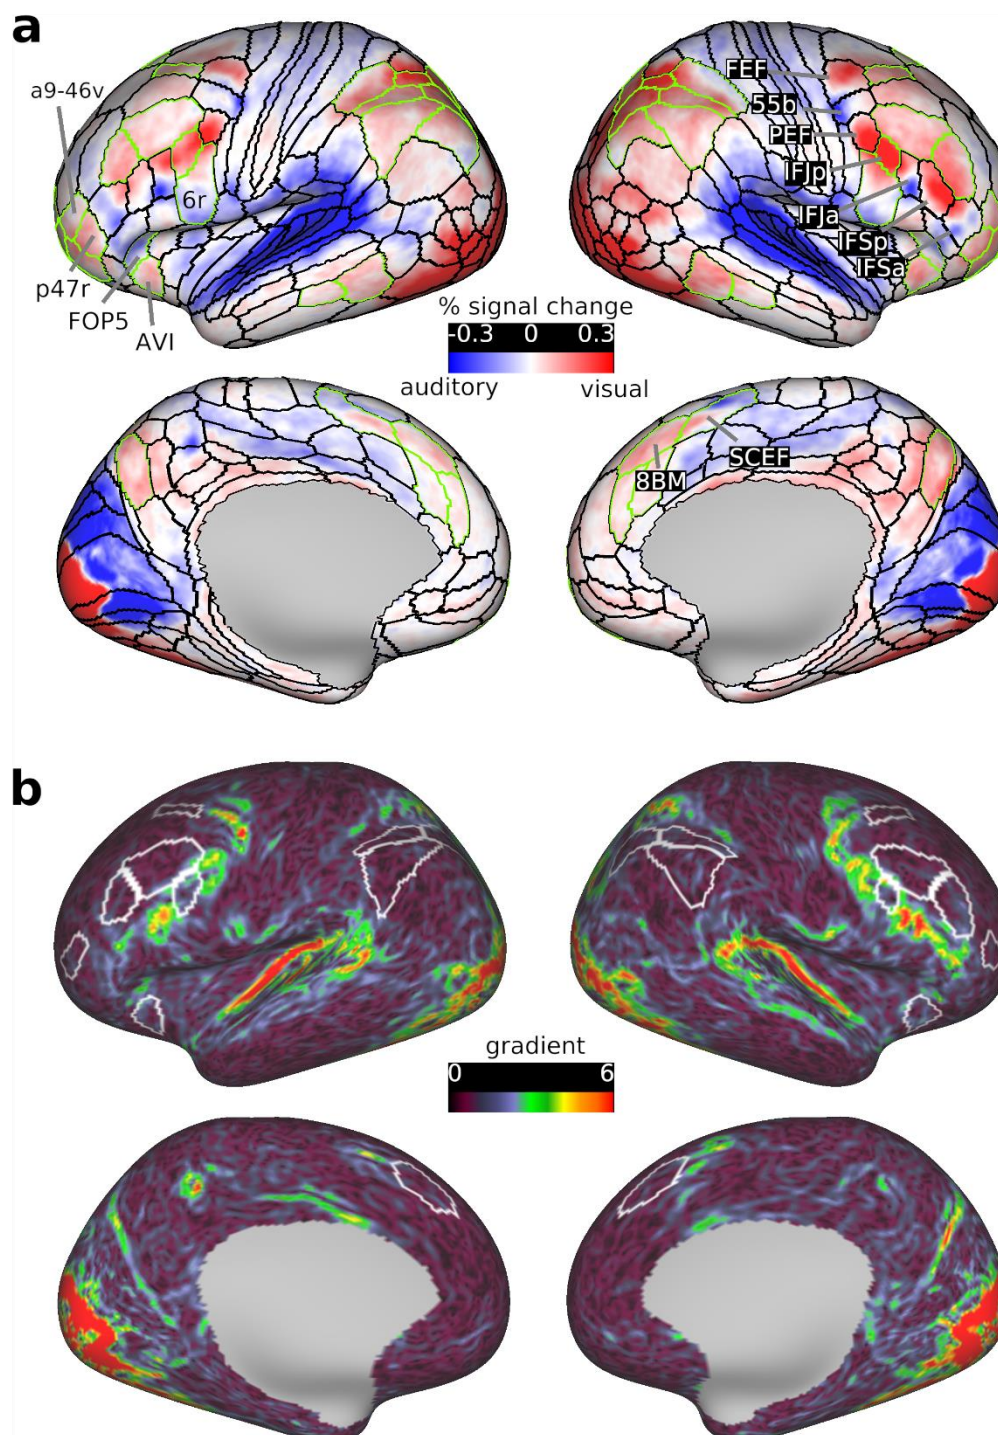 a
a9-46v
6r
p47r
FOP5
AVI
FEF
55b
PEF
IFJp
IFJa
IFSp
IFSa
% signal change
-0.3 0 0.3
auditory visual
8BM
SCEF
b
gradient
0 6